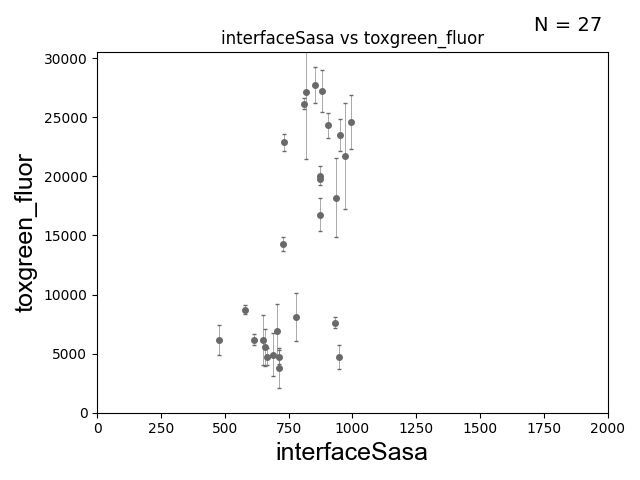 N = 27
interfaceSasa vs toxgreen_fluor
30000
25000
20000
15000
10000
5000
0
toxgreen_fluor
0 250 500 750 1000 1250 1500 1750 2000
interfaceSasa